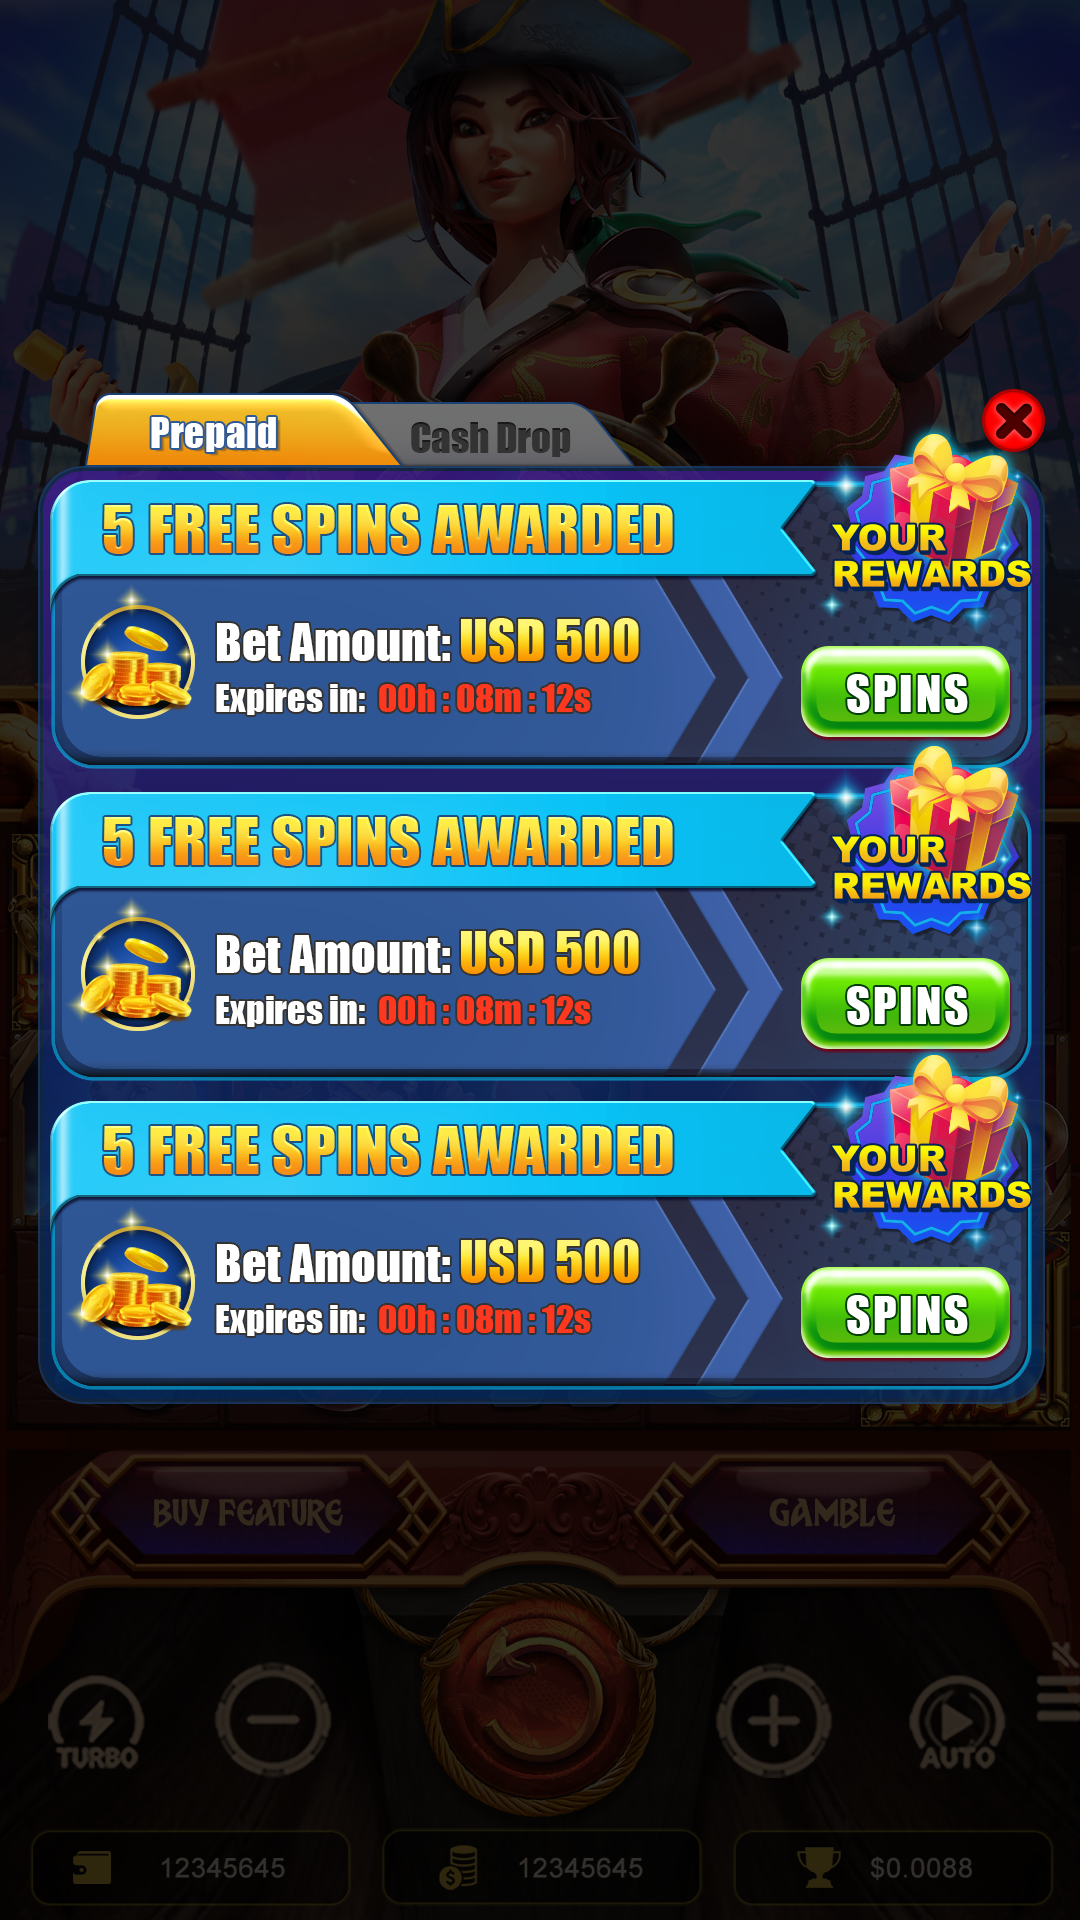 Prepaid
Cash Drop
5 FREE SPINS AWARDED
YOUR
REWARDS
Bet Amount: USD 500
Expires in: 00h : 08m : 12s
SPINS
5 FREE SPINS AWARDED
YOUR
REWARDS
Bet Amount: USD 500
Expires in: 00h : 08m : 12s
SPINS
5 FREE SPINS AWARDED
YOUR
REWARDS
Bet Amount: USD 500
Expires in: 00h : 08m : 12s
SPINS
WILD
BUY FEATURE
GAMBLE
TURBO
AUTO
12345645
12345645
$0.0088